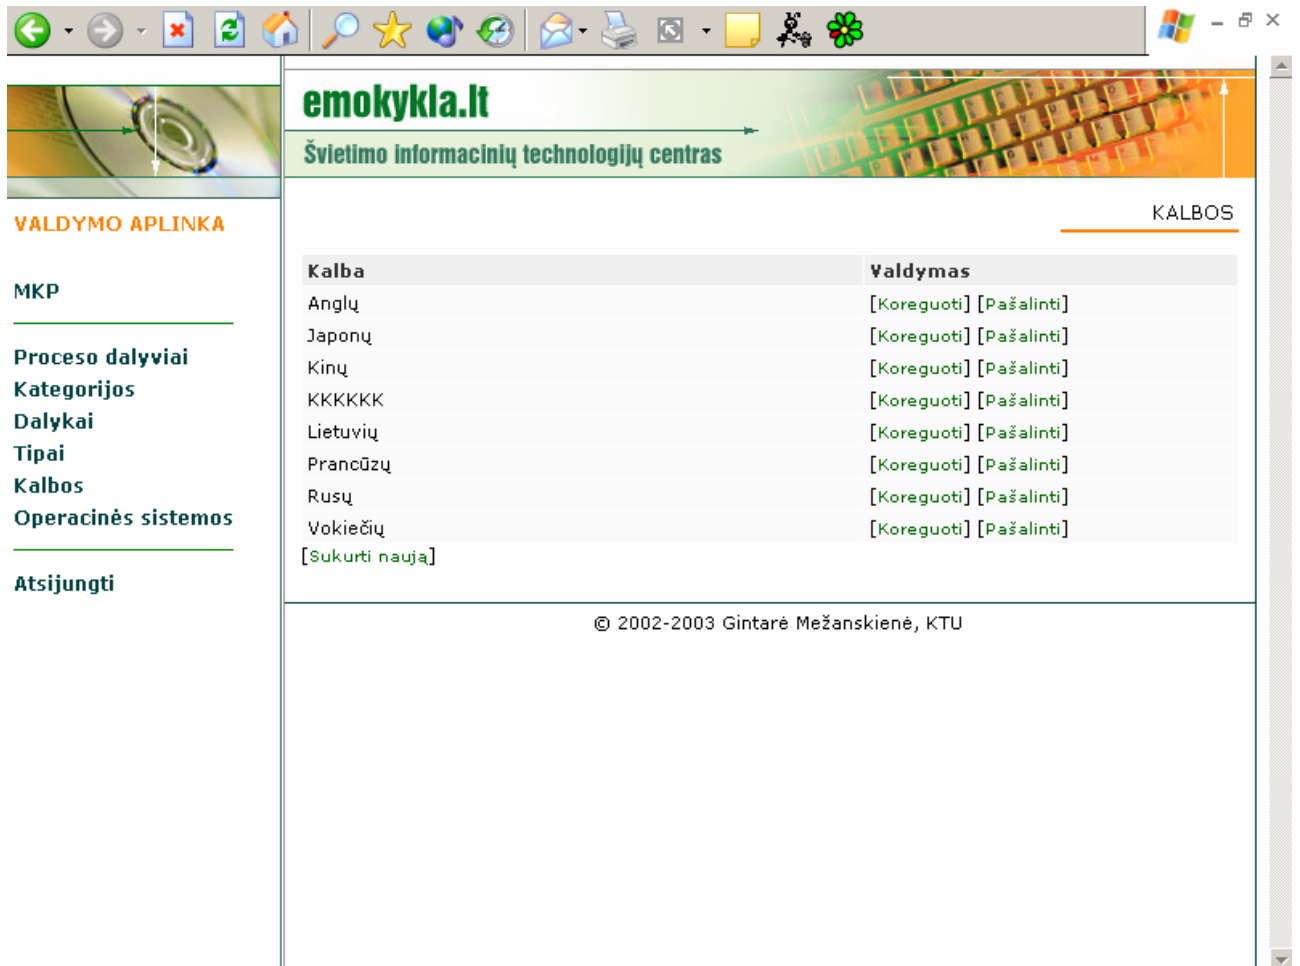 emokykla.lt
Švietimo informacinių technologijų centras
VALDYMO APLINKA
MKP
Proceso dalyviai
Kategorijos
Dalykai
Tipai
Kalbos
Operacinės sistemos
Atsijungti
KALBOS
Kalba Valdymas
Anglų [Koreguoti] [Pašalinti]
Japonų [Koreguoti] [Pašalinti]
Kinų [Koreguoti] [Pašalinti]
KKKKKK [Koreguoti] [Pašalinti]
Lietuvių [Koreguoti] [Pašalinti]
Prancūzų [Koreguoti] [Pašalinti]
Rusų [Koreguoti] [Pašalinti]
Vokiečių [Koreguoti] [Pašalinti]
[Sukurti naują]
© 2002-2003 Gintarė Mežanskienė, KTU